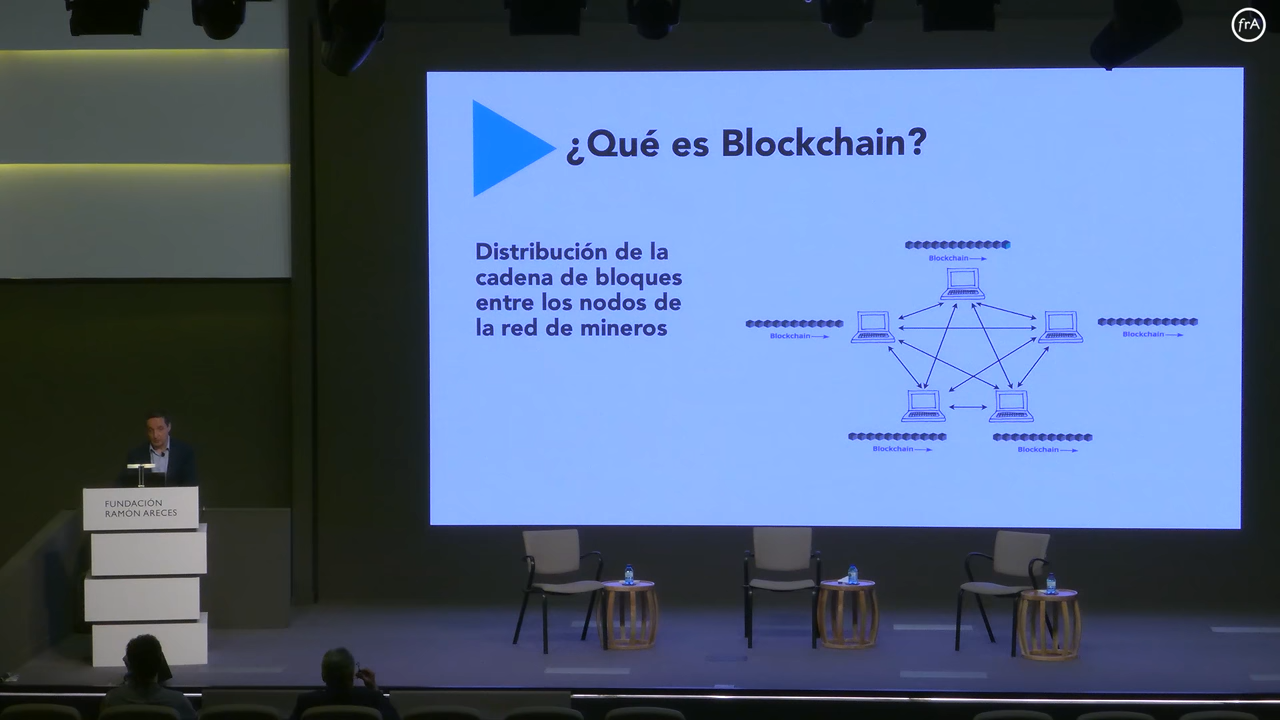 frA
¿Qué es Blockchain?
Distribución de la
cadena de bloques
entre los nodos de
la red de mineros
Blockchain
Blockchain
Blockchain
Blockchain
Blockchain
FUNDACIÓN
RAMÓN ARECES